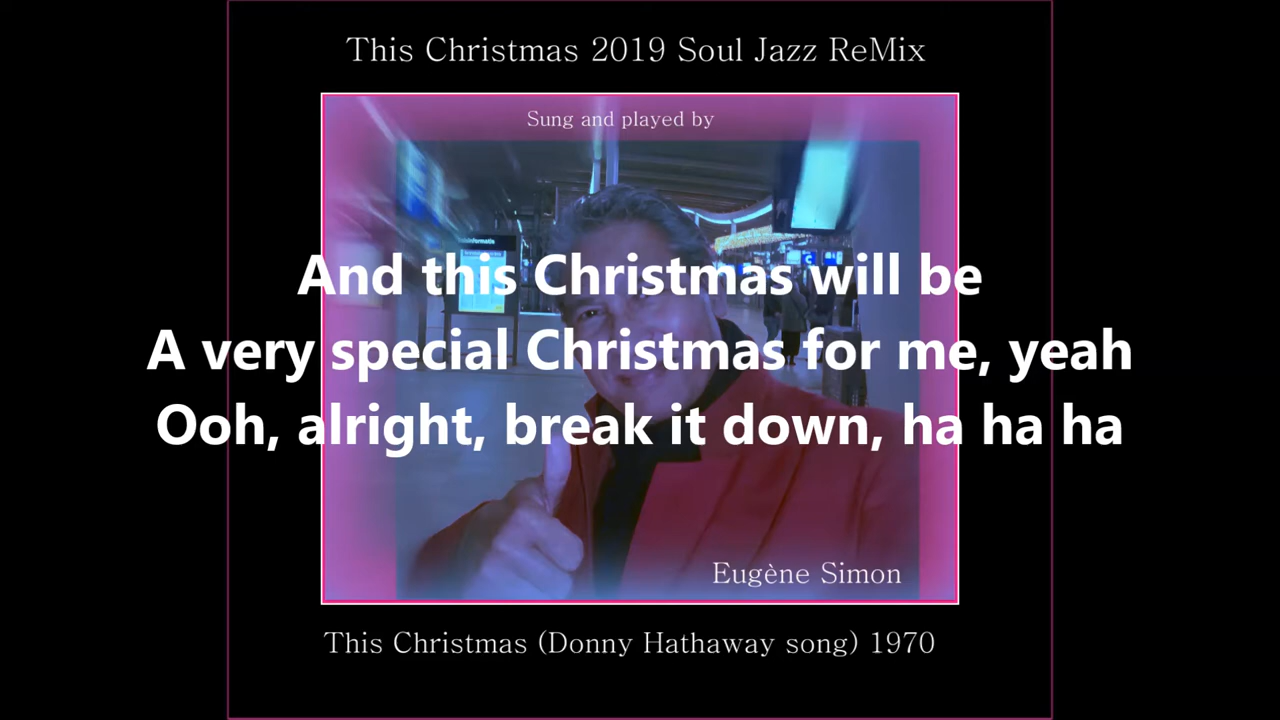 This Christmas 2019 Soul Jazz ReMix
Sung and played by
And this Christmas will be
A very special Christmas for me, yeah
Ooh, alright, break it down, ha ha ha
Eugène Simon
This Christmas (Donny Hathaway song) 1970